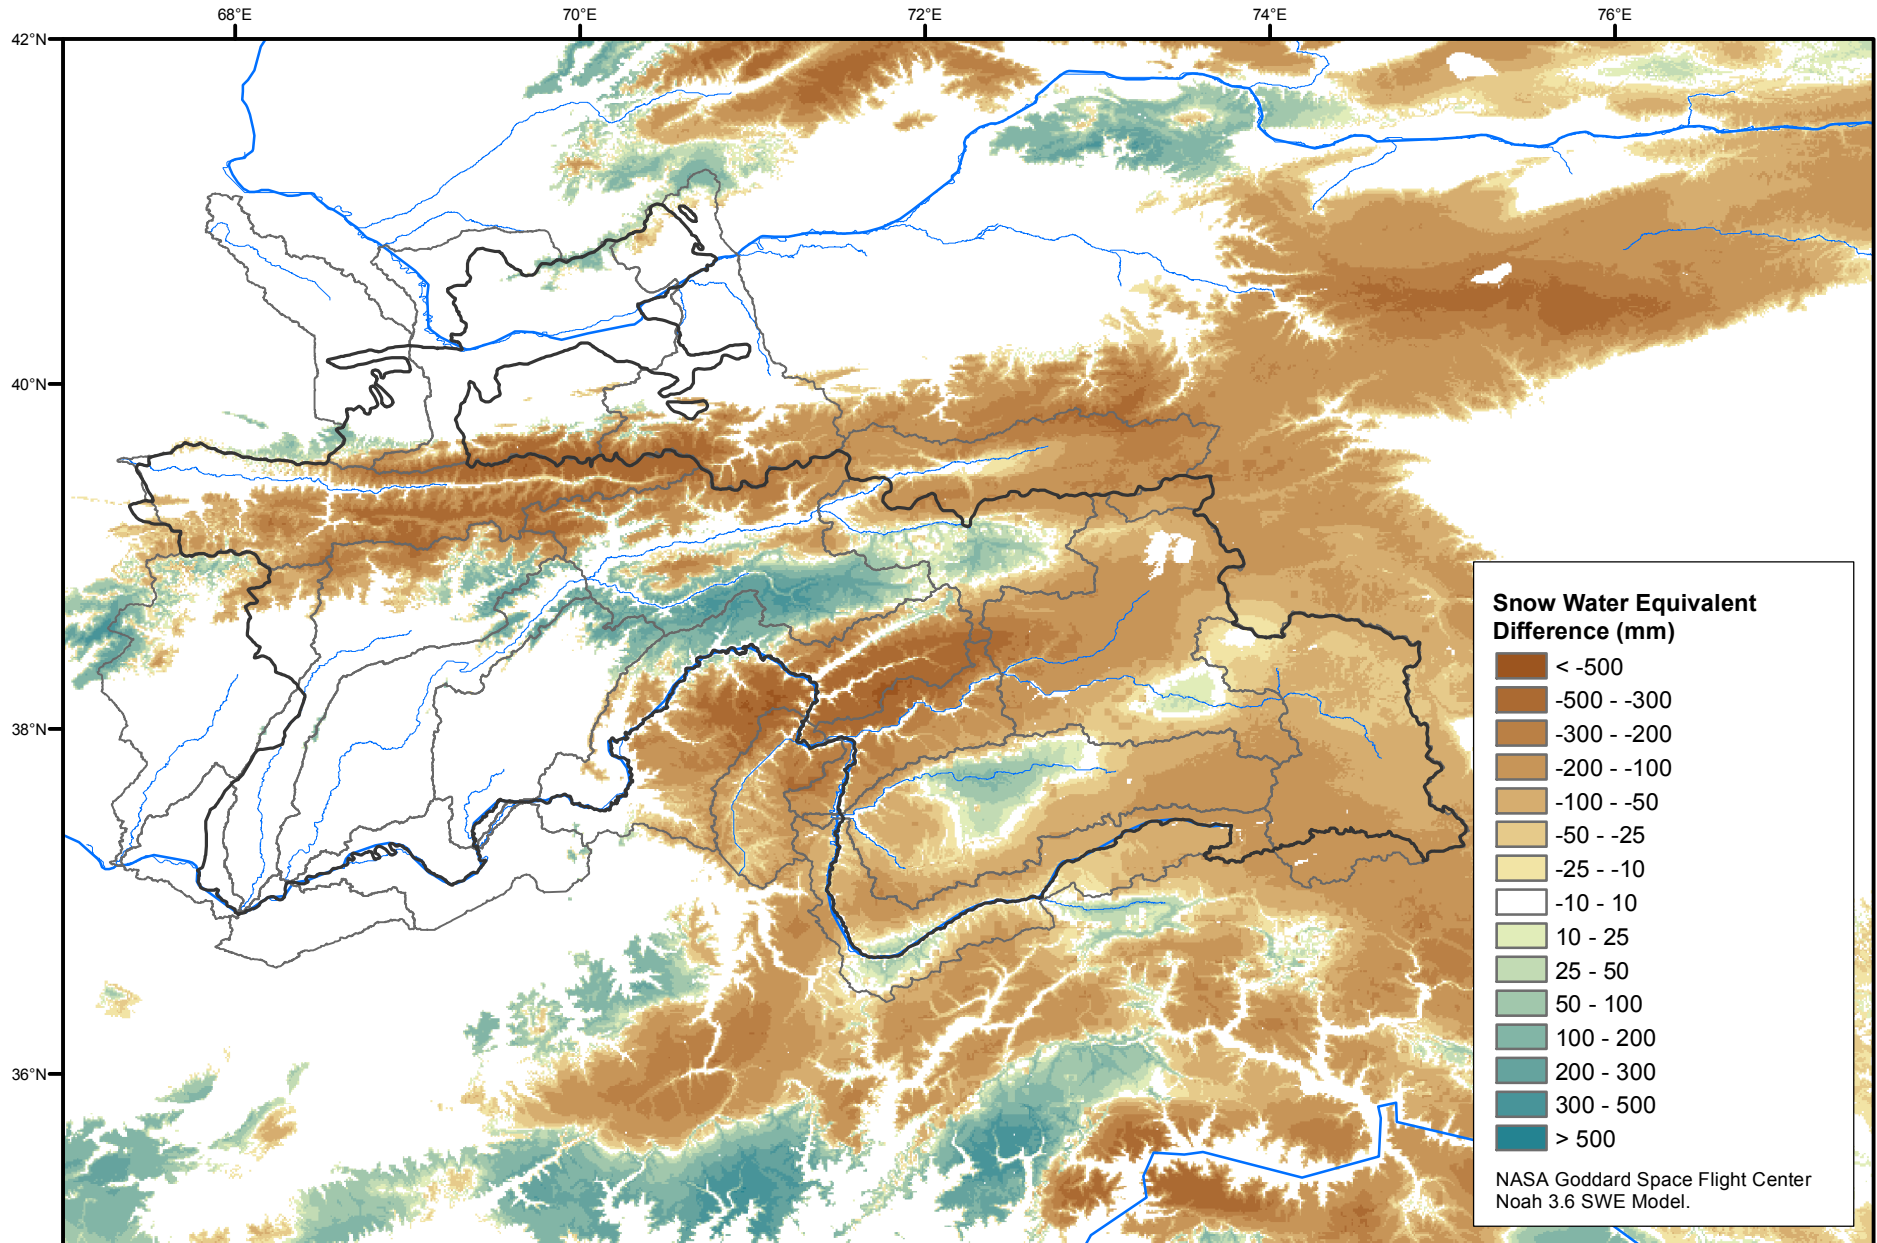 68°E 70°E 72°E 74°E 76°E
42°N
40°N
38°N
36°N
Snow Water Equivalent
Difference (mm)
< -500
-500 - -300
-300 - -200
-200 - -100
-100 - -50
-50 - -25
-25 - -10
-10 - 10
10 - 25
25 - 50
50 - 100
100 - 200
200 - 300
300 - 500
> 500
NASA Goddard Space Flight Center
Noah 3.6 SWE Model.